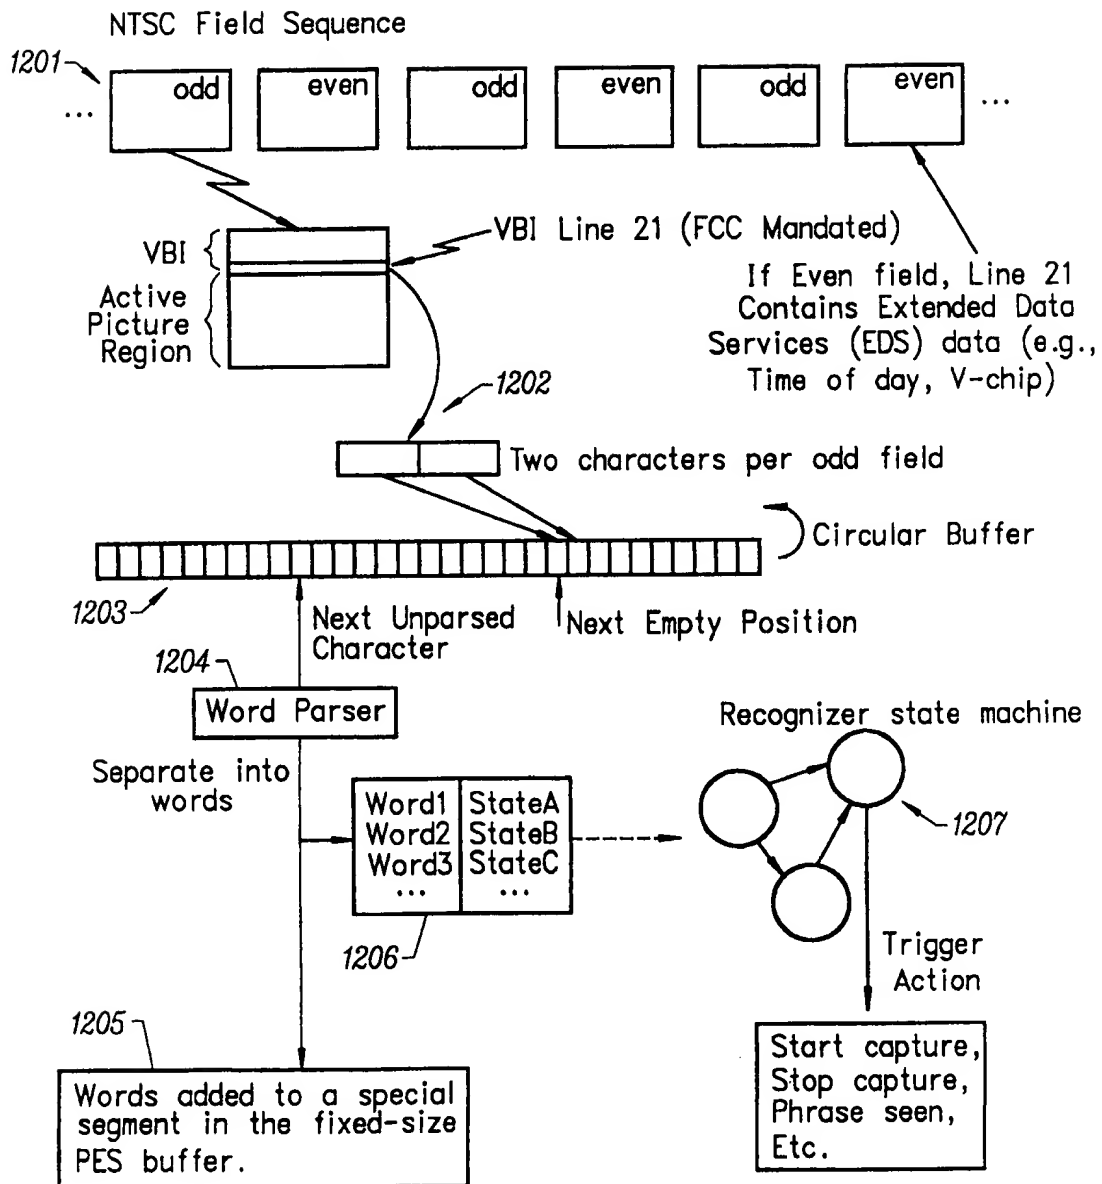 NTSC Field Sequence
1201
... odd even odd even odd even ...
VBI
VBI Line 21 (FCC Mandated)
Active
Picture
Region
If Even field, Line 21
Contains Extended Data
Services (EDS) data (e.g.,
Time of day, V-chip)
1202
Two characters per odd field
Circular Buffer
1203
Next Unparsed
Character
Next Empty Position
1204
Word Parser
Separate into
words
Word1 StateA
Word2 StateB
Word3 StateC
... ...
1206
Recognizer state machine
1207
Trigger
Action
1205
Words added to a special
segment in the fixed-size
PES buffer.
Start capture,
Stop capture,
Phrase seen,
Etc.